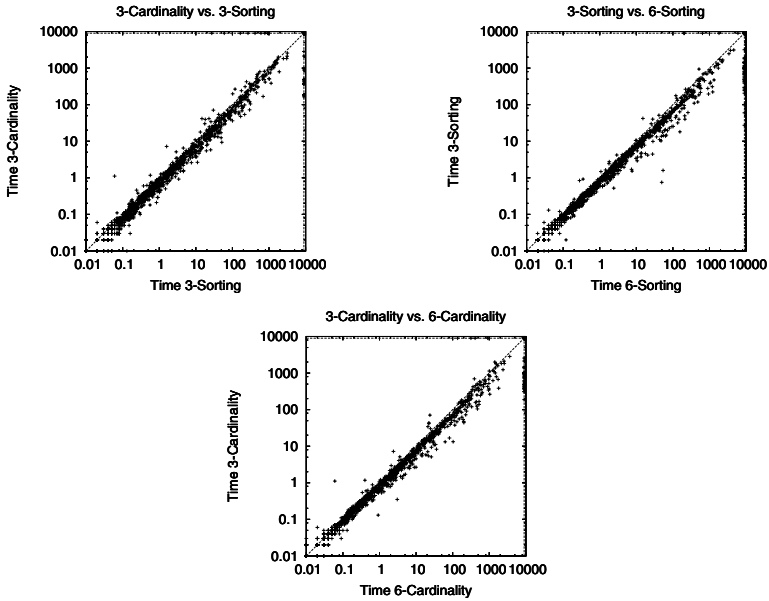 3-Cardinality vs. 3-Sorting
10000
1000
100
10
1
0.1
0.01
Time 3-Cardinality
0.01 0.1 1 10 100 1000 10000
Time 3-Sorting
3-Sorting vs. 6-Sorting
10000
1000
100
10
1
0.1
0.01
Time 3-Sorting
0.01 0.1 1 10 100 1000 10000
Time 6-Sorting
3-Cardinality vs. 6-Cardinality
10000
1000
100
10
1
0.1
0.01
Time 3-Cardinality
0.01 0.1 1 10 100 1000 10000
Time 6-Cardinality